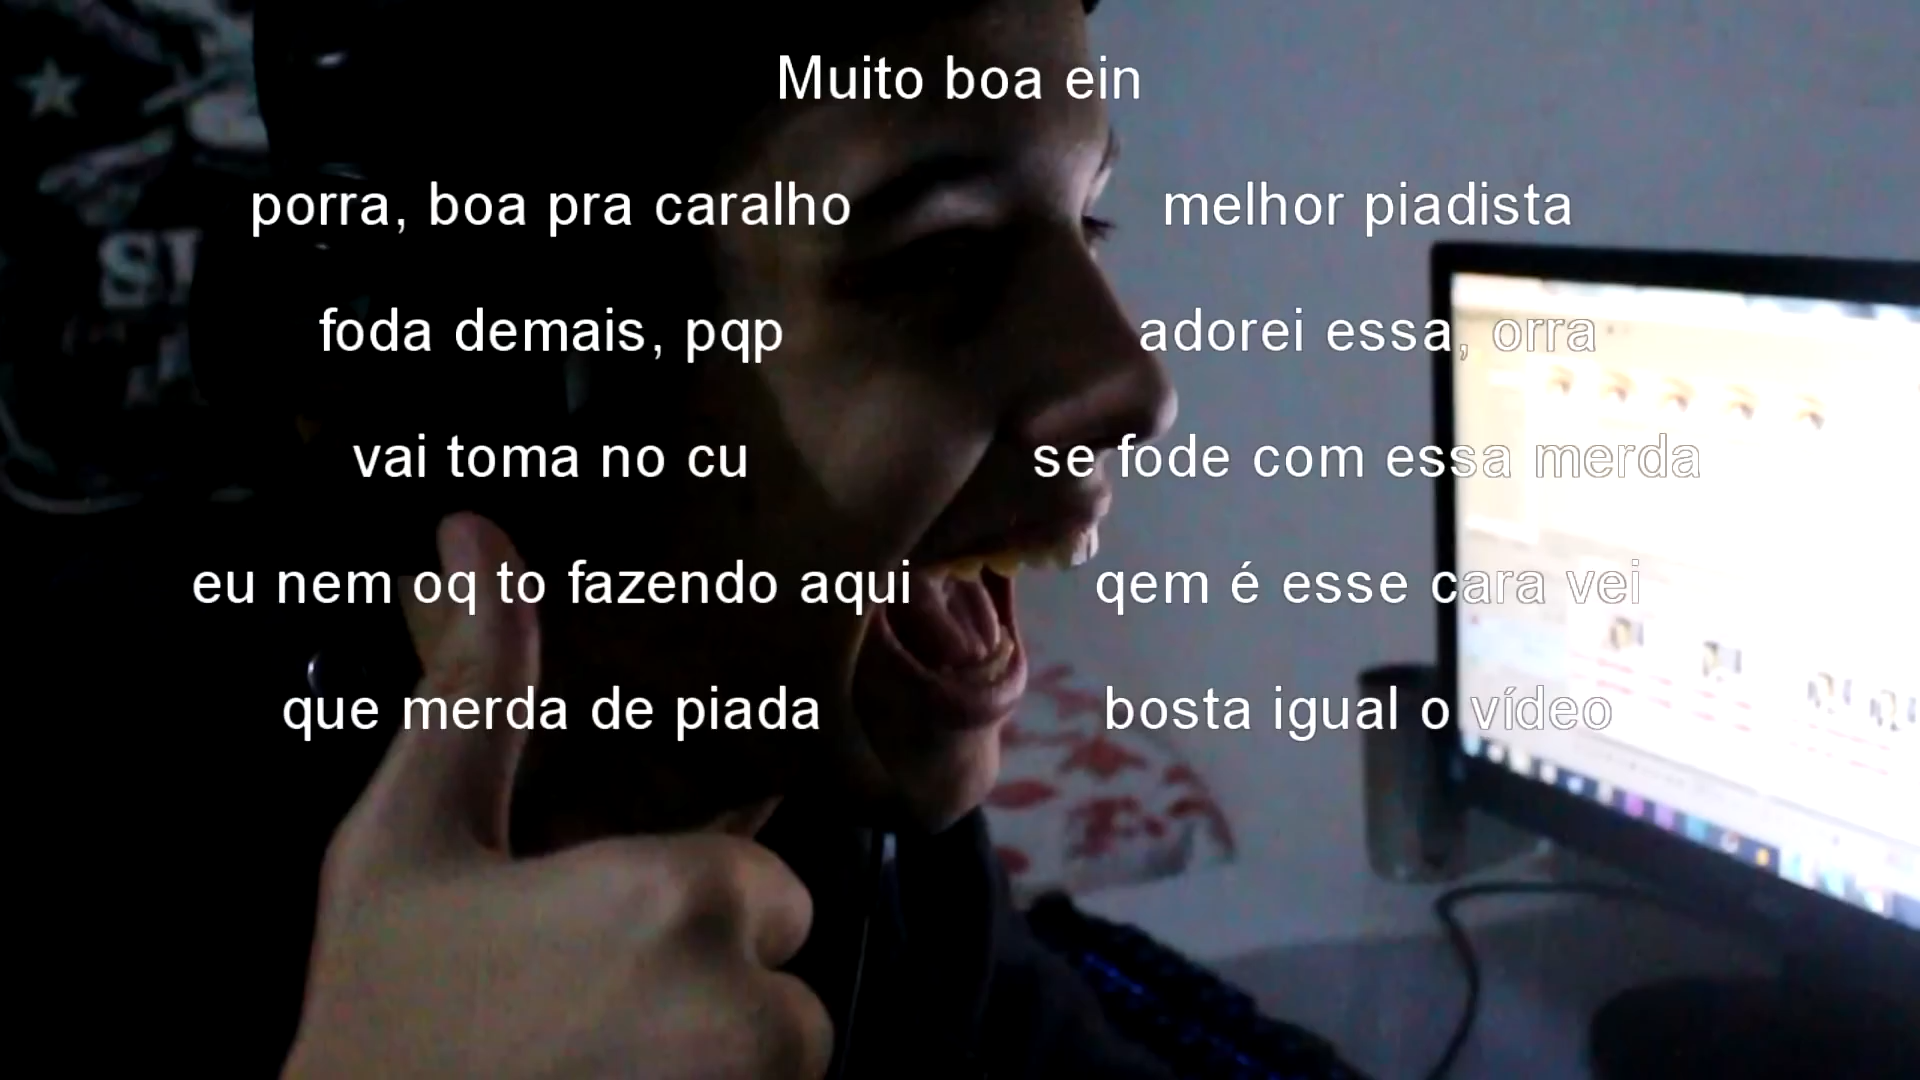 Muito boa ein
porra, boa pra caralho
melhor piadista
foda demais, pqp
adorei essa, orra
vai toma no cu
se fode com essa merda
eu nem oq to fazendo aqui
qem é esse cara vei
que merda de piada
bosta igual o vídeo